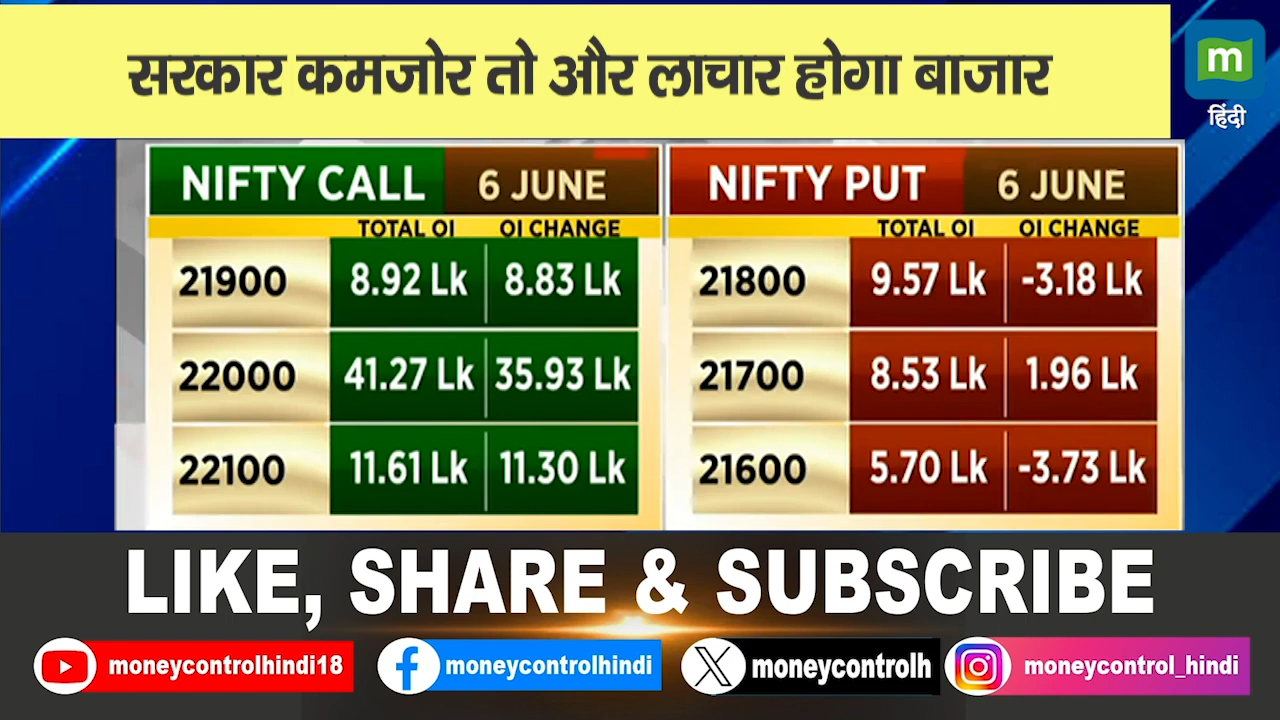 सरकार कमजोर तो और लाचार होगा बाजार
m
हिंदी
NIFTY CALL 6 JUNE
TOTAL OI OI CHANGE
21900 8.92 Lk 8.83 Lk
22000 41.27 Lk 35.93 Lk
22100 11.61 Lk 11.30 Lk
NIFTY PUT 6 JUNE
TOTAL OI OI CHANGE
21800 9.57 Lk -3.18 Lk
21700 8.53 Lk 1.96 Lk
21600 5.70 Lk -3.73 Lk
LIKE, SHARE & SUBSCRIBE
moneycontrolhindi18 moneycontrolhindi moneycontrolh moneycontrol_hindi